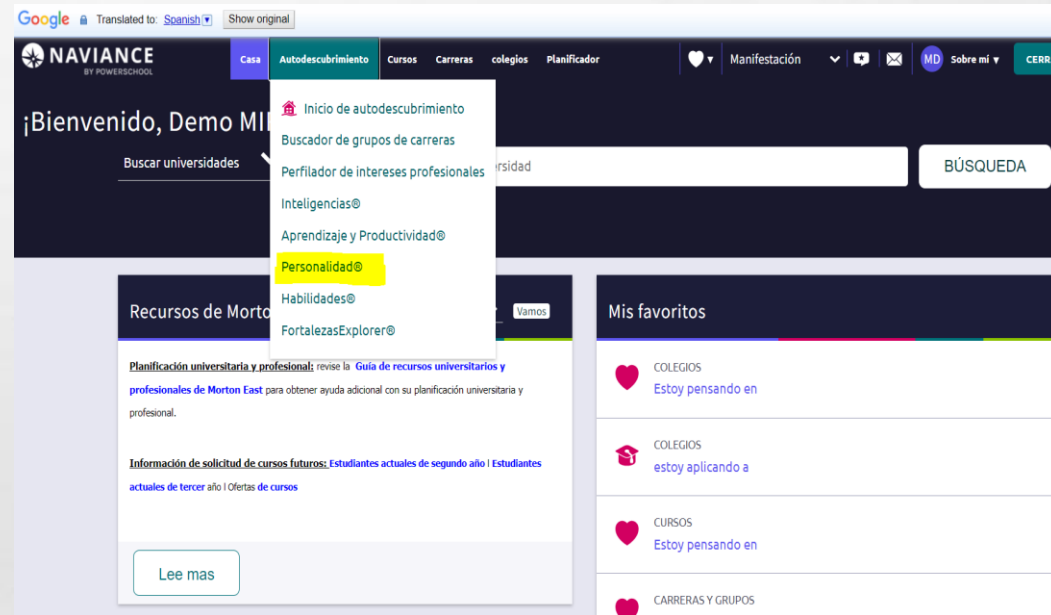 Google Translated to: Spanish Show original
NAVIANCE
BY POWERSCHOOL
Casa Autodescubrimiento Cursos Carreras colegios Planificador Manifestación MD Sobre mi CERR
¡Bienvenido, Demo
Buscar universidades
BÚSQUEDA
Inicio de autodescubrimiento
Buscador de grupos de carreras
Perfilador de intereses profesionales
Inteligencias®
Aprendizaje y Productividad®
Personalidad®
Habilidades®
FortalezasExplorer®
Recursos de Morto
Vamos
Planificación universitaria y profesional: revise la Guía de recursos universitarios y
profesionales de Morton East para obtener ayuda adicional con su planificación universitaria y
profesional.
Información de solicitud de cursos futuros: Estudiantes actuales de segundo año | Estudiantes
actuales de tercer año | Ofertas de cursos
Lee mas
Mis favoritos
COLEGIOS
Estoy pensando en
COLEGIOS
estoy aplicando a
CURSOS
Estoy pensando en
CARRERAS Y GRUPOS